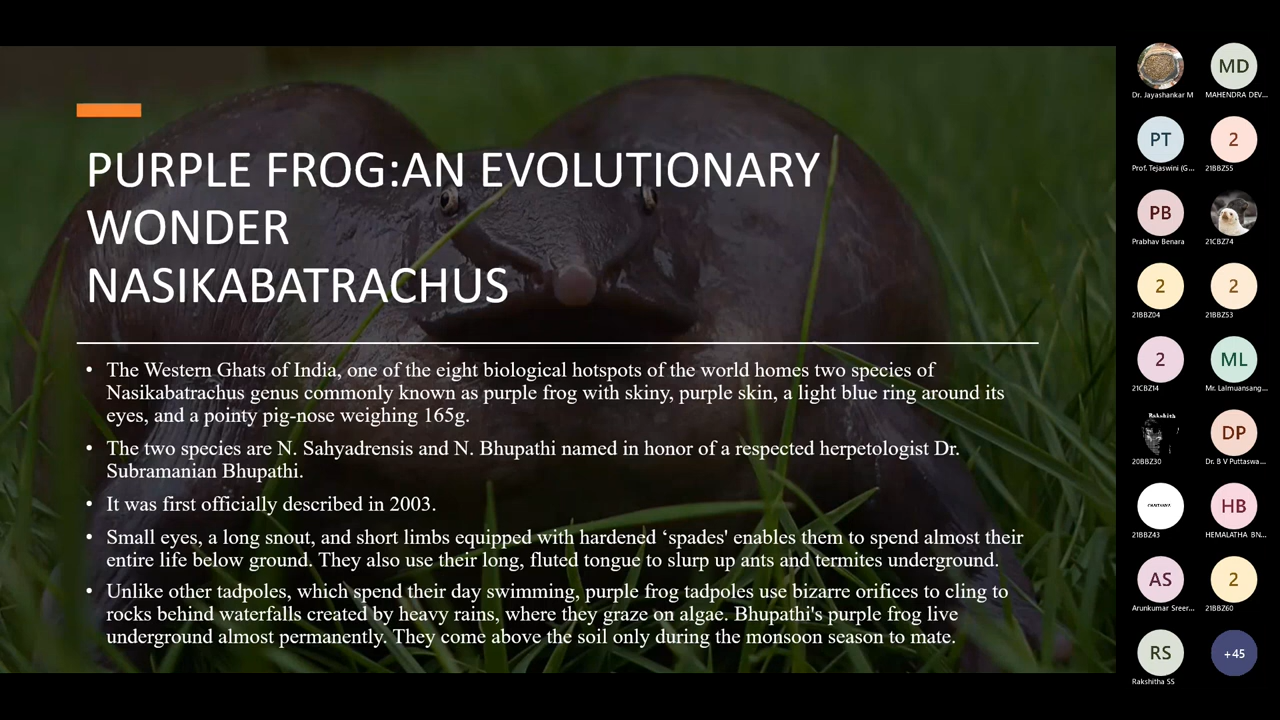 PURPLE FROG:AN EVOLUTIONARY
WONDER
NASIKABATRACHUS
• The Western Ghats of India, one of the eight biological hotspots of the world homes two species of
Nasikabatrachus genus commonly known as purple frog with skiny, purple skin, a light blue ring around its
eyes, and a pointy pig-nose weighing 165g.
• The two species are N. Sahyadrensis and N. Bhupathi named in honor of a respected herpetologist Dr.
Subramanian Bhupathi.
• It was first officially described in 2003.
• Small eyes, a long snout, and short limbs equipped with hardened ‘spades' enables them to spend almost their
entire life below ground. They also use their long, fluted tongue to slurp up ants and termites underground.
• Unlike other tadpoles, which spend their day swimming, purple frog tadpoles use bizarre orifices to cling to
rocks behind waterfalls created by heavy rains, where they graze on algae. Bhupathi's purple frog live
underground almost permanently. They come above the soil only during the monsoon season to mate.
MD
Dr. Jayashankar M
MAHENDRA DEV...
PT
2
Prof. Tejaswini (G...
21BBZ55
PB
Prabhav Benara
21CBZ74
2
2
21BBZ04
21BBZ53
2
ML
21CBZ14
Mr. Lalmuansang...
Rakshith
DP
20BBZ30
Dr. B V Puttaswa...
CHAITHANYA
HB
21BBZ43
HEMALATHA BN...
AS
2
Arunkumar Sreer...
21BBZ60
RS
+45
Rakshitha SS